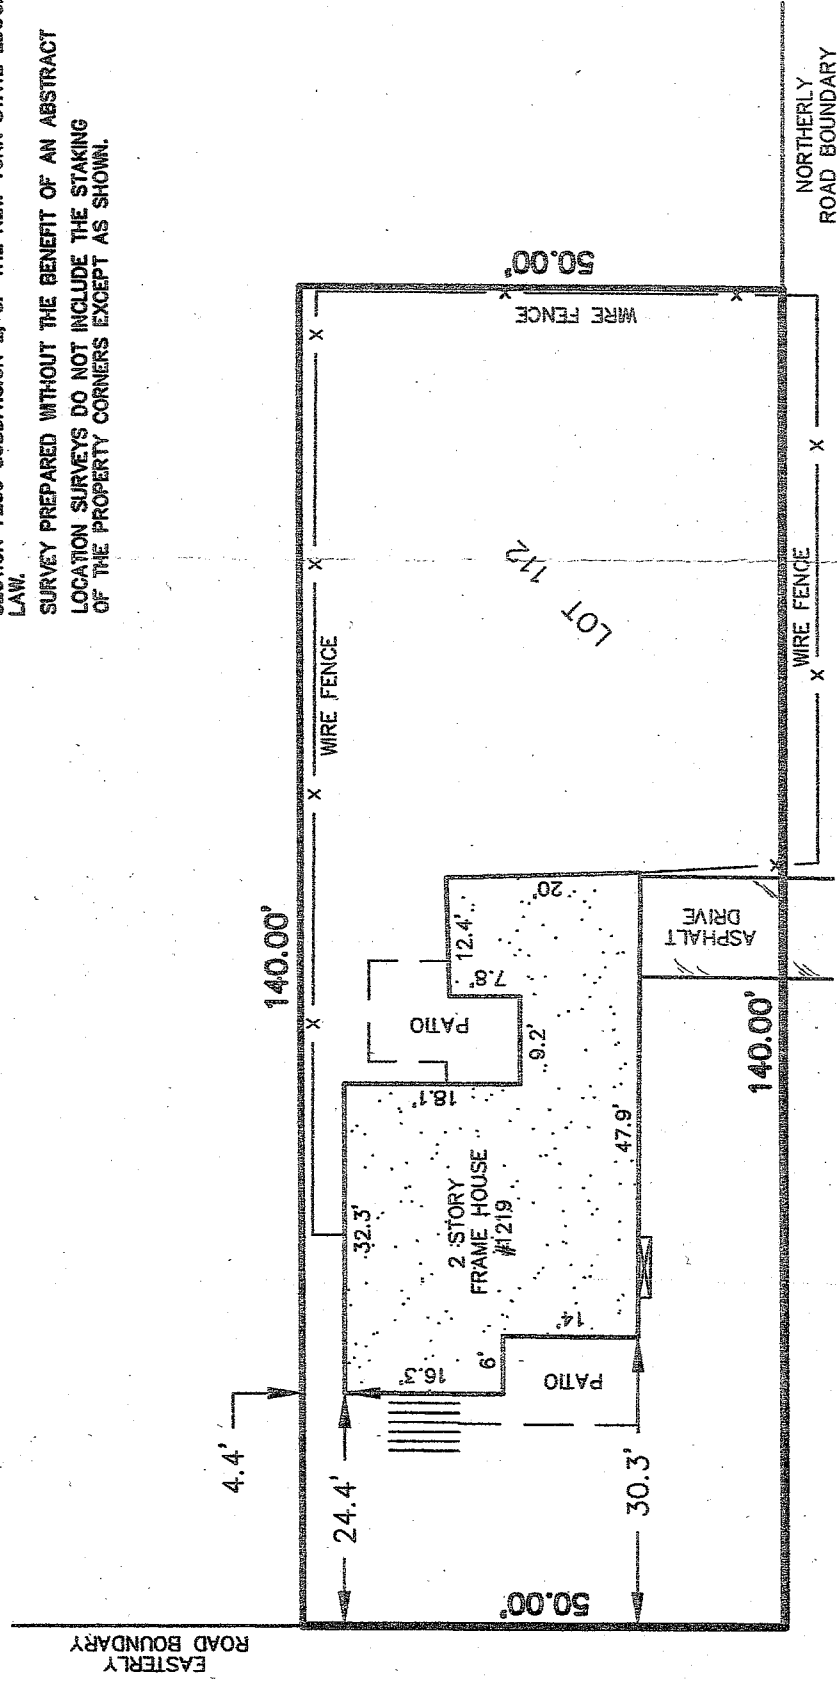 LAW.
SURVEY PREPARED WITHOUT THE BENEFIT OF AN ABSTRACT
LOCATION SURVEYS DO NOT INCLUDE THE STAKING
OF THE PROPERTY CORNERS EXCEPT AS SHOWN.
EASTERLY
ROAD BOUNDARY
4.4'
140.00'
WIRE FENCE
50.00'
WIRE FENCE
24.4'
32.3'
18.1'
PATIO
7.8'
12.4'
20'
9.2'
2 STORY
FRAME HOUSE
#1219
16.3'
6'
14'
PATIO
47.9'
30.3'
LOT 112
50.00'
140.00'
ASPHALT
DRIVE
WIRE FENCE
NORTHERLY
ROAD BOUNDARY